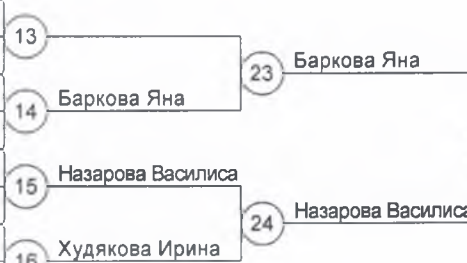 13
23 Баркова Яна
14 Баркова Яна
15 Назарова Василиса
24 Назарова Василиса
16 Худякова Ирина